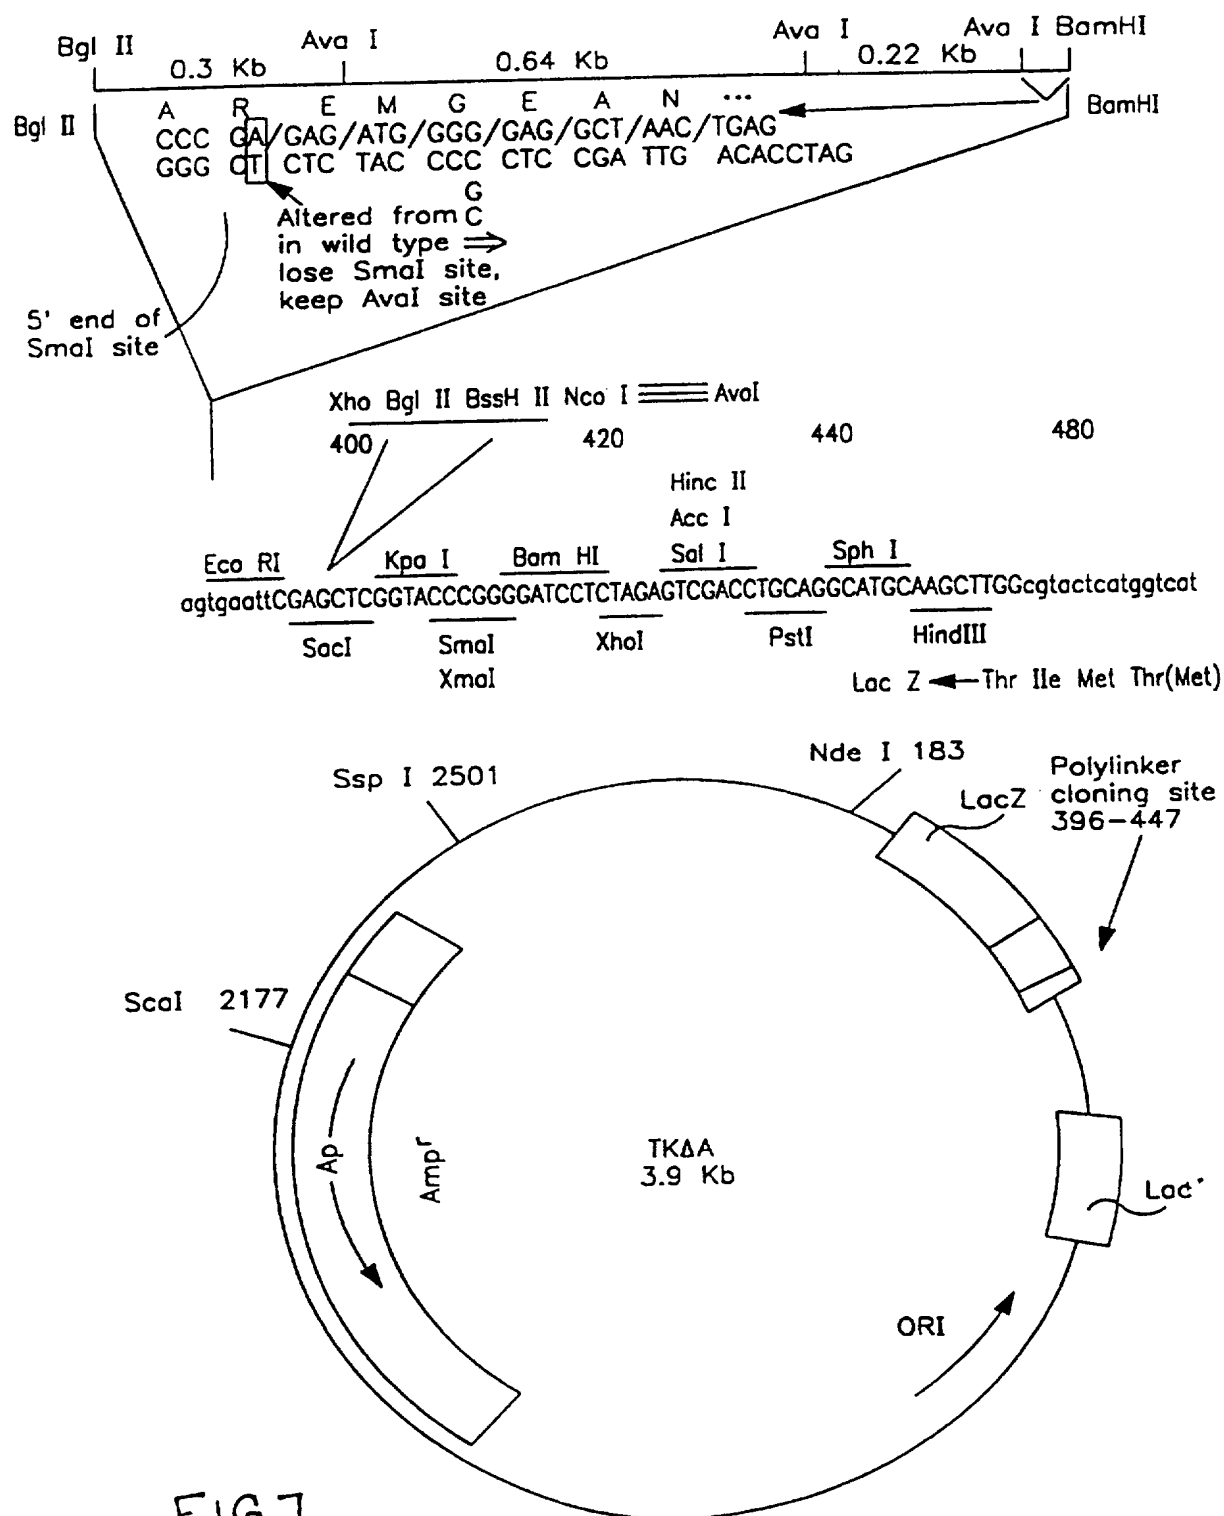 Bgl II Ava I Ava I Ava I BamHI
0.3 Kb 0.64 Kb 0.22 Kb
A R E M G E A N ...
Bgl II BamHI
CCC GA/GAG/ATG/GGG/GAG/GCT/AAC/TGAG
GGG CT CTC TAC CCC CTC CGA TTG ACACCTAG
G
Altered from C
in wild type ⇒
lose SmaI site,
keep AvaI site
5' end of
SmaI site
Xho Bgl II BssH II Nco I AvaI
400 420 440 480
Hinc II
Acc I
Eco RI Kpa I Bam HI Sal I Sph I
agtgaattCGAGCTCGGTACCCGGGGATCCTCTAGAGTCGACCTGCAGGCATGCAAGCTTGGcgtactcatggtcat
SacI SmaI XhoI PstI HindIII
XmaI
Lac Z ← Thr IIe Met Thr(Met)
Nde I 183
Ssp I 2501
Polylinker
LacZ cloning site
396-447
ScaI 2177
Ap
Ampʳ
TKΔA
3.9 Kb
Lac'
ORI
FIG 7